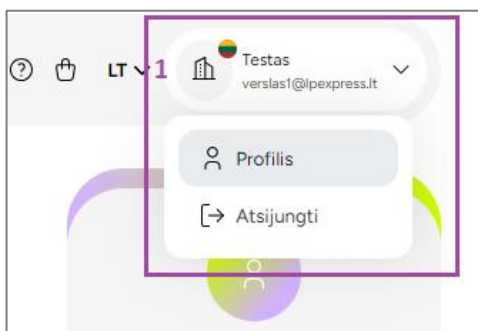 LT
1
Testas
verslas1@lpexpress.lt
Profilis
Atsijungti